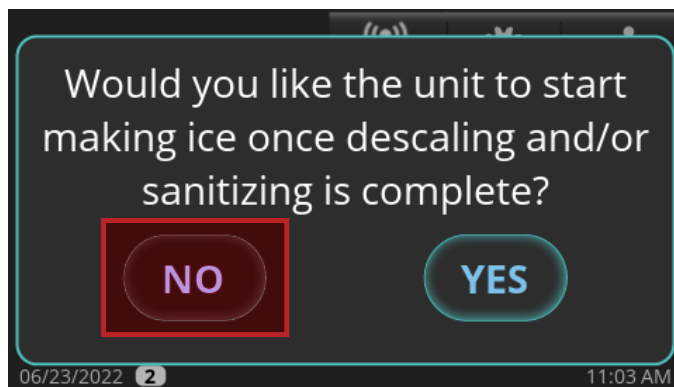 Would you like the unit to start
making ice once descaling and/or
sanitizing is complete?
NO YES
06/23/2022 2 11:03 AM